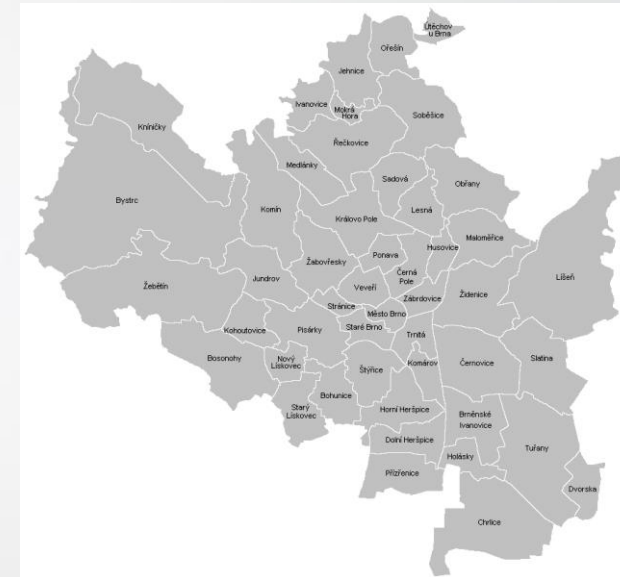 Útěchov
u Brna
Ořešín
Jehnice
Ivanovice
Mokrá
Hora
Soběšice
Kníničky
Řečkovice
Medlánky
Sadová
Obřany
Bystrc
Komín
Lesná
Královo Pole
Husovice
Maloměřice
Žabovřesky
Ponava
Černá
Pole
Líšeň
Jundrov
Žebětín
Veveří
Zábrdovice
Židenice
Stránice
Město Brno
Kohoutovice
Pisárky
Staré Brno
Trnitá
Bosonohy
Nový
Lískovec
Štýřice
Komárov
Černovice
Slatina
Bohunice
Starý
Lískovec
Horní Heršpice
Brněnské
Ivanovice
Dolní Heršpice
Tuřany
Holásky
Přízřenice
Dvorska
Chrlice